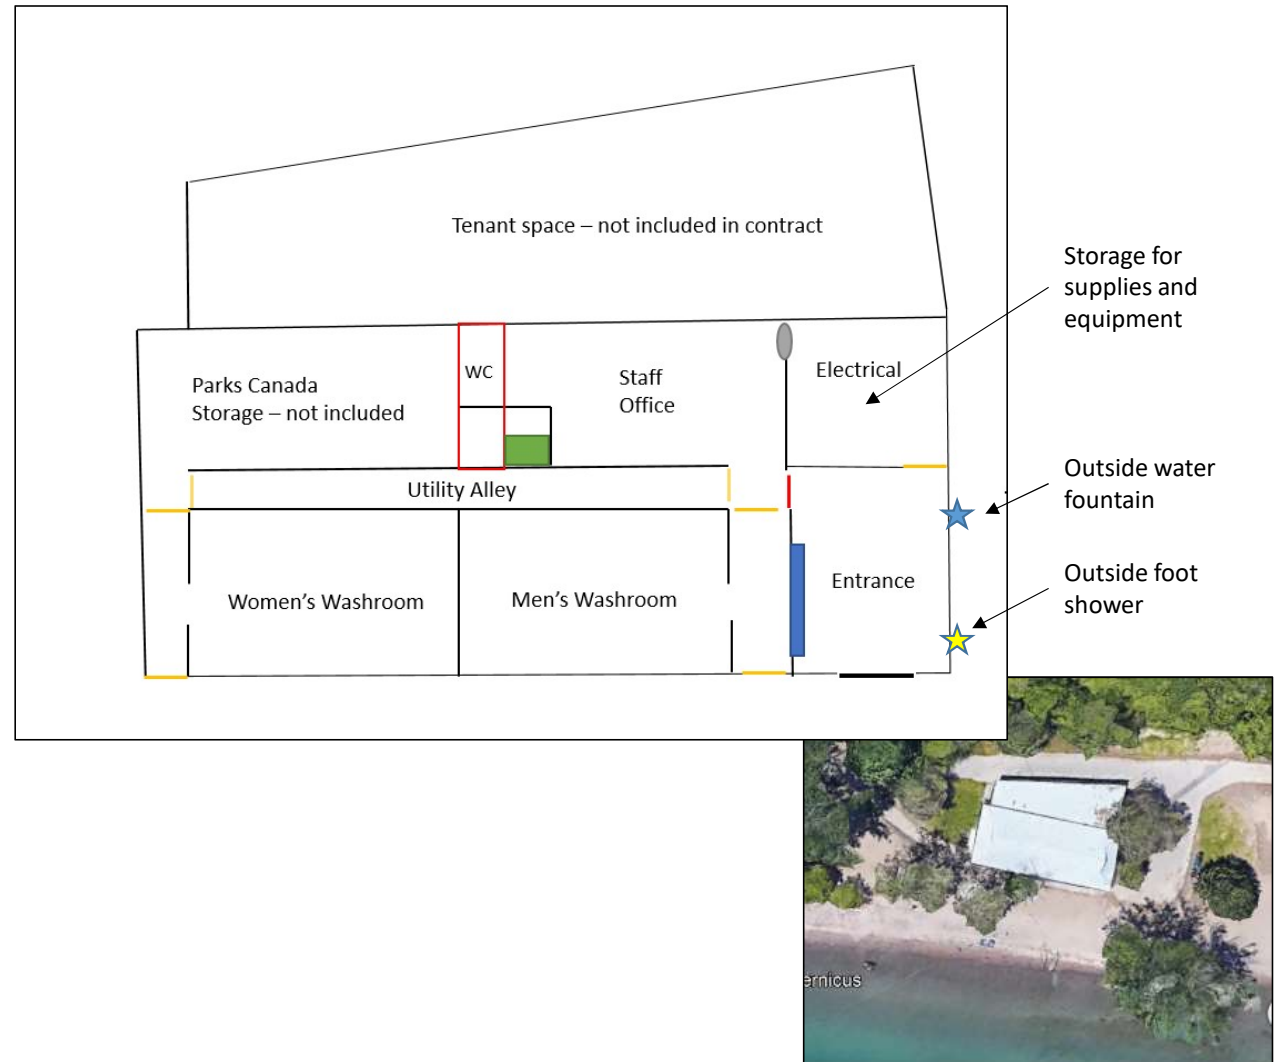 Tenant space – not included in contract
Storage for
supplies and
equipment
WC
Staff
Office
Electrical
Parks Canada
Storage – not included
Utility Alley
Outside water
fountain
Women’s Washroom
Men’s Washroom
Entrance
Outside foot
shower
ernicus